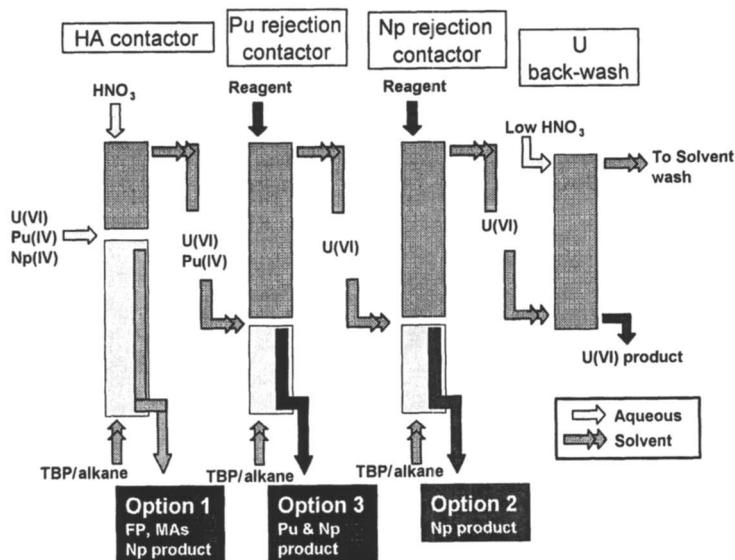 HA contactor
Pu rejection
contactor
Np rejection
contactor
U
back-wash
HNO3
Reagent
Reagent
Low HNO3
To Solvent
wash
U(VI)
Pu(IV)
Np(IV)
U(VI)
Pu(IV)
U(VI)
U(VI)
U(VI) product
Aqueous
Solvent
TBP/alkane
TBP/alkane
TBP/alkane
Option 1
FP, MAs
Np product
Option 3
Pu & Np
product
Option 2
Np product